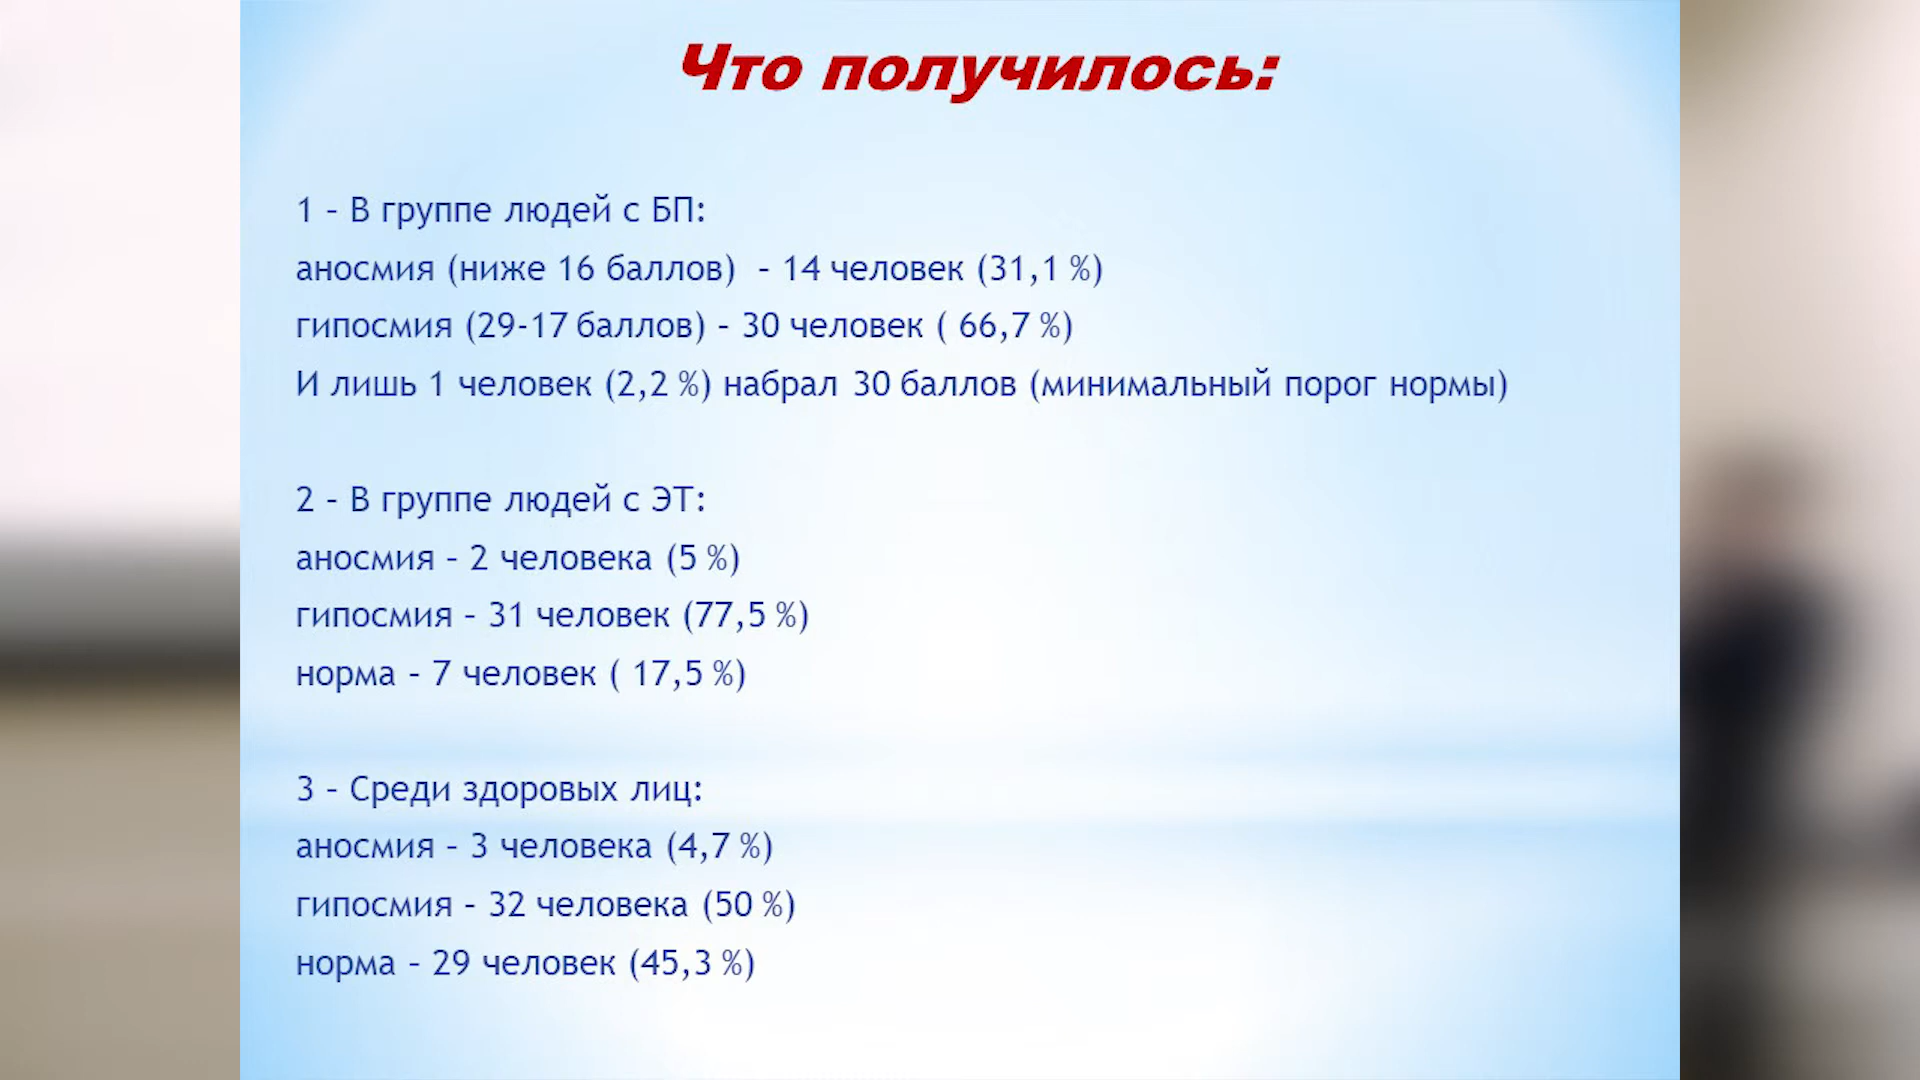 Что получилось:
1 – В группе людей с БП:
аносмия (ниже 16 баллов) – 14 человек (31,1 %)
гипосмия (29-17 баллов) – 30 человек ( 66,7 %)
И лишь 1 человек (2,2 %) набрал 30 баллов (минимальный порог нормы)
2 – В группе людей с ЭТ:
аносмия – 2 человека (5 %)
гипосмия – 31 человек (77,5 %)
норма – 7 человек ( 17,5 %)
3 – Среди здоровых лиц:
аносмия – 3 человека (4,7 %)
гипосмия – 32 человека (50 %)
норма – 29 человек (45,3 %)